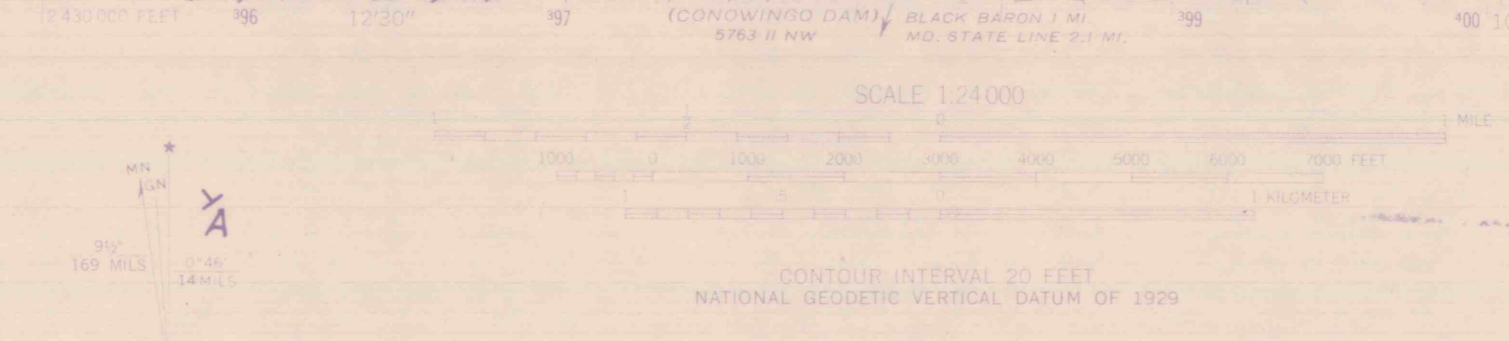 2 430 000 FEET 396 12'30" 397 (CONOWINGO DAM) BLACK BARON 1 MI. 399 400
5763 II NW MD. STATE LINE 2.1 MI.
SCALE 1:24 000
1 ½ 0 1 MILE
1000 0 1000 2000 3000 4000 5000 6000 7000 FEET
1 .5 0 1 KILOMETER
MN
GN
Y
A
9½°
169 MILS
0°46'
14 MILS
CONTOUR INTERVAL 20 FEET
NATIONAL GEODETIC VERTICAL DATUM OF 1929